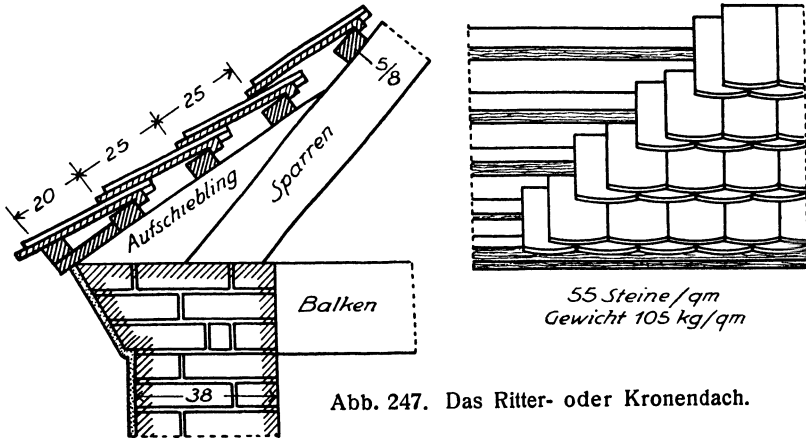 5/8
25
25
20
Aufschiebling
Sparren
Balken
38
55 Steine/qm
Gewicht 105 kg/qm
Abb. 247. Das Ritter- oder Kronendach.